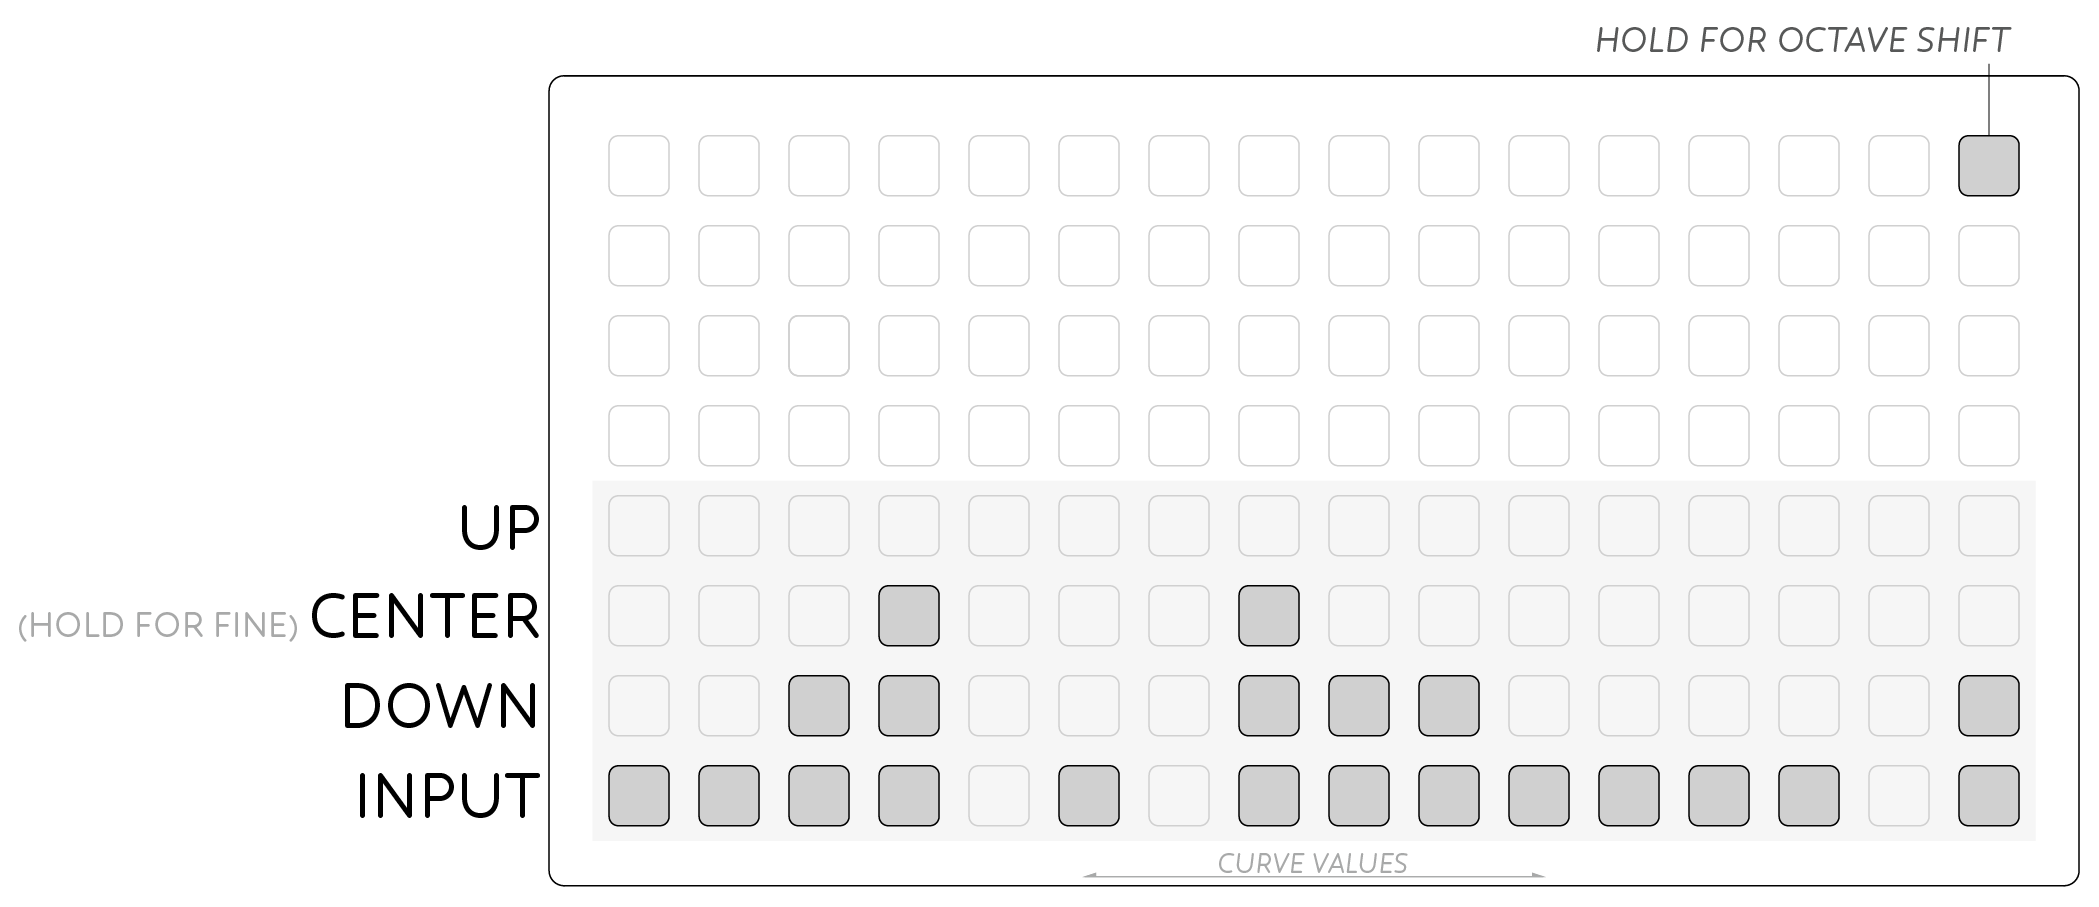 HOLD FOR OCTAVE SHIFT
UP
(HOLD FOR FINE) CENTER
DOWN
INPUT
CURVE VALUES